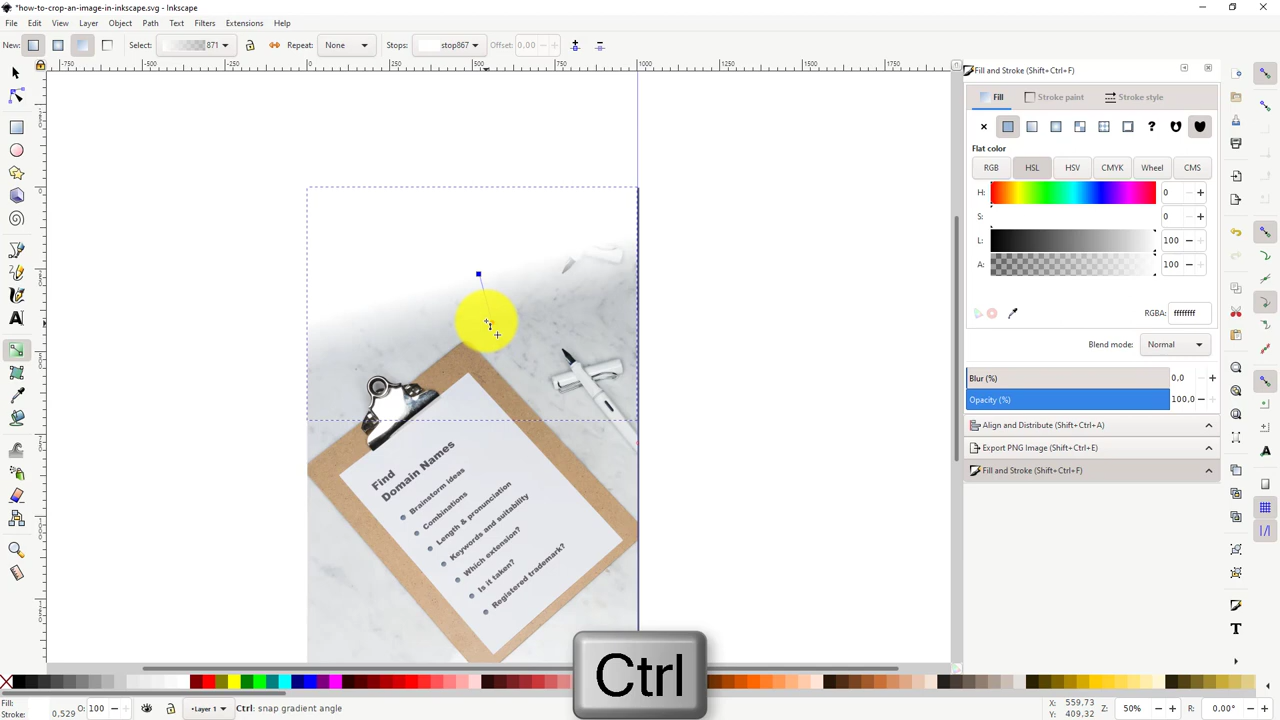 *how-to-crop-an-image-in-inkscape.svg - Inkscape
File Edit View Layer Object Path Text Filters Extensions Help
New: Select: 871 Repeat: None Stops: stop867 Offset: 0,00 − +
-750 -500 -250 0 250 500 750 1000 1250 1500 1750
Fill and Stroke (Shift+Ctrl+F)
Fill Stroke paint Stroke style
Flat color
RGB HSL HSV CMYK Wheel CMS
H: 0 − +
S: 0 − +
L: 100 − +
A: 100 − +
RGBA: ffffffff
Blend mode: Normal
Blur (%) 0.0 − +
Opacity (%) 100.0 − +
Align and Distribute (Shift+Ctrl+A)
Export PNG Image (Shift+Ctrl+E)
Fill and Stroke (Shift+Ctrl+F)
Find
Domain Names
Brainstorm ideas
Combinations
Length & pronunciation
Keywords and suitability
Which extension?
Is it taken?
Registered trademark?
Ctrl
Fill:
Stroke: 0,529 O: 100 − + •Layer 1 Ctrl: snap gradient angle X: 559,73 Z: 50% − + R: 0,00° − +
Y: 409,32